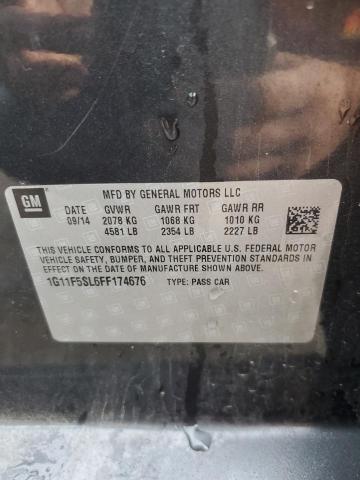 GM
MFD BY GENERAL MOTORS LLC
DATE GVWR GAWR FRT GAWR RR
09/14 2078 KG 1068 KG 1010 KG
4581 LB 2354 LB 2227 LB
THIS VEHICLE CONFORMS TO ALL APPLICABLE U.S. FEDERAL MOTOR
VEHICLE SAFETY, BUMPER, AND THEFT PREVENTION STANDARDS
IN EFFECT ON THE DATE OF MANUFACTURE SHOWN ABOVE.
1G11F5SL6FF174676 TYPE: PASS CAR